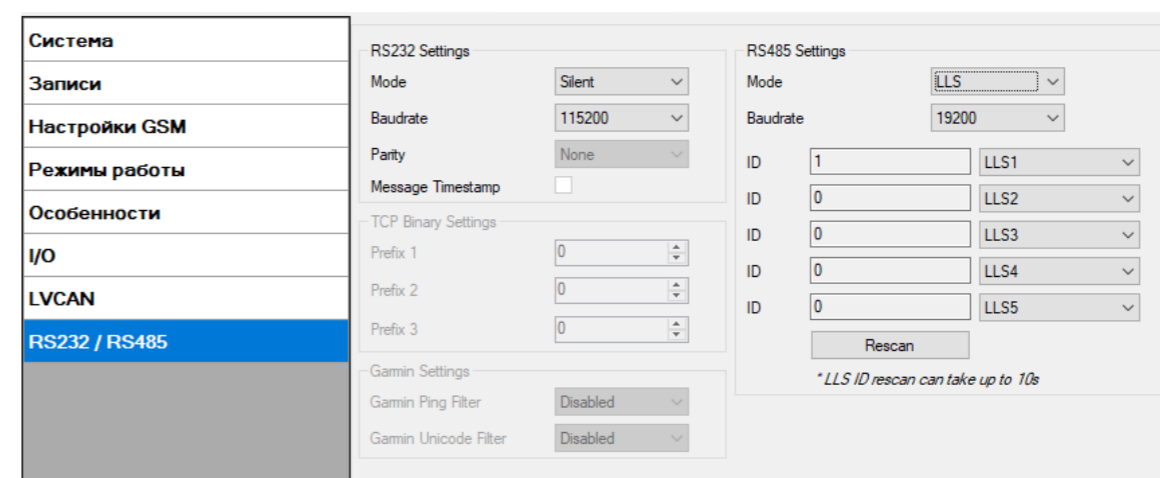 Система
Записи
Настройки GSM
Режимы работы
Особенности
I/O
LVCAN
RS232 / RS485
RS232 Settings
Mode Silent
Baudrate 115200
Parity None
Message Timestamp
TCP Binary Settings
Prefix 1 0
Prefix 2 0
Prefix 3 0
Garmin Settings
Garmin Ping Filter Disabled
Garmin Unicode Filter Disabled
RS485 Settings
Mode LLS
Baudrate 19200
ID 1 LLS1
ID 0 LLS2
ID 0 LLS3
ID 0 LLS4
ID 0 LLS5
Rescan
* LLS ID rescan can take up to 10s